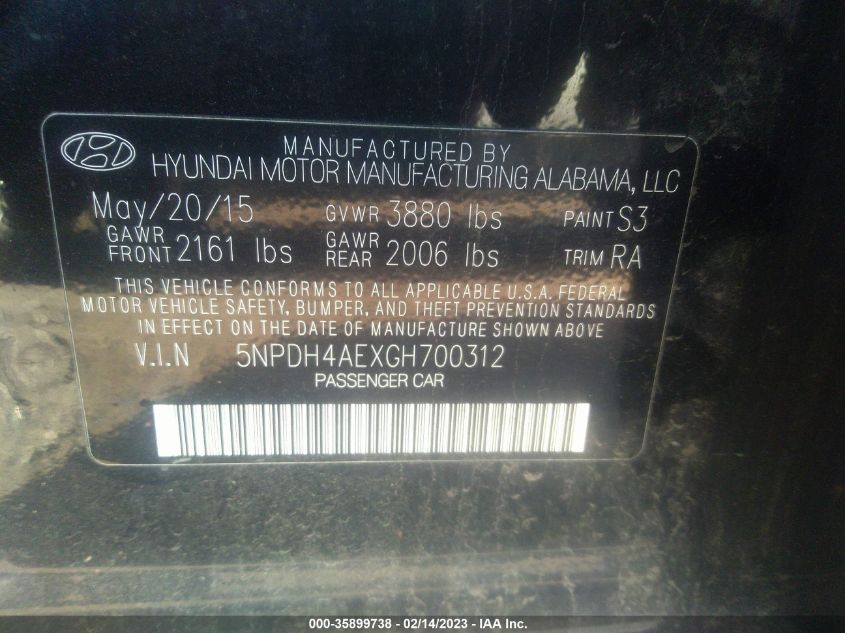 MANUFACTURED BY
HYUNDAI MOTOR MANUFACTURING ALABAMA, LLC
May/20/15 GVWR 3880 lbs PAINT S3
GAWR FRONT 2161 lbs GAWR REAR 2006 lbs TRIM RA
THIS VEHICLE CONFORMS TO ALL APPLICABLE U.S.A. FEDERAL
MOTOR VEHICLE SAFETY, BUMPER, AND THEFT PREVENTION STANDARDS
IN EFFECT ON THE DATE OF MANUFACTURE SHOWN ABOVE
V.I.N 5NPDH4AEXGH700312
PASSENGER CAR
000-35899738 - 02/14/2023 - IAA Inc.